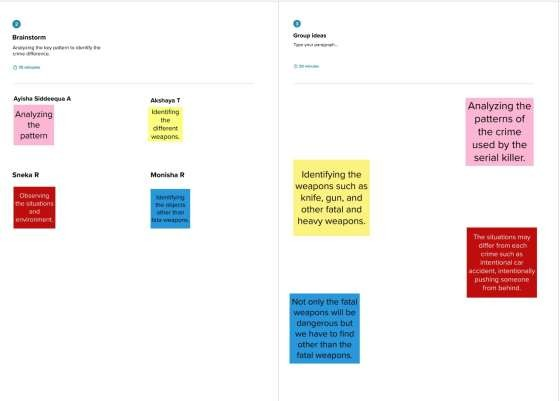 2
Brainstorm
Analyzing the key pattern to identify the
crime difference.
Ayisha Siddeequa A
Analyzing
the
pattern
Akshaya T
Identifing
the
different
weapons.
Sneka R
Observing
the situations
and
environment.
Monisha R
Identifying
the objects
other than
fatal weapons.
3
Group ideas
Type your paragraph...
Analyzing the
patterns of
the crime
used by the
serial killer.
Identifying the
weapons such as
knife, gun, and
other fatal and
heavy weapons.
The situations may
differ from each
crime such as
intentional car
accident, intentionally
pushing someone
from behind.
Not only the fatal
weapons will be
dangerous but
we have to find
other than the
fatal weapons.